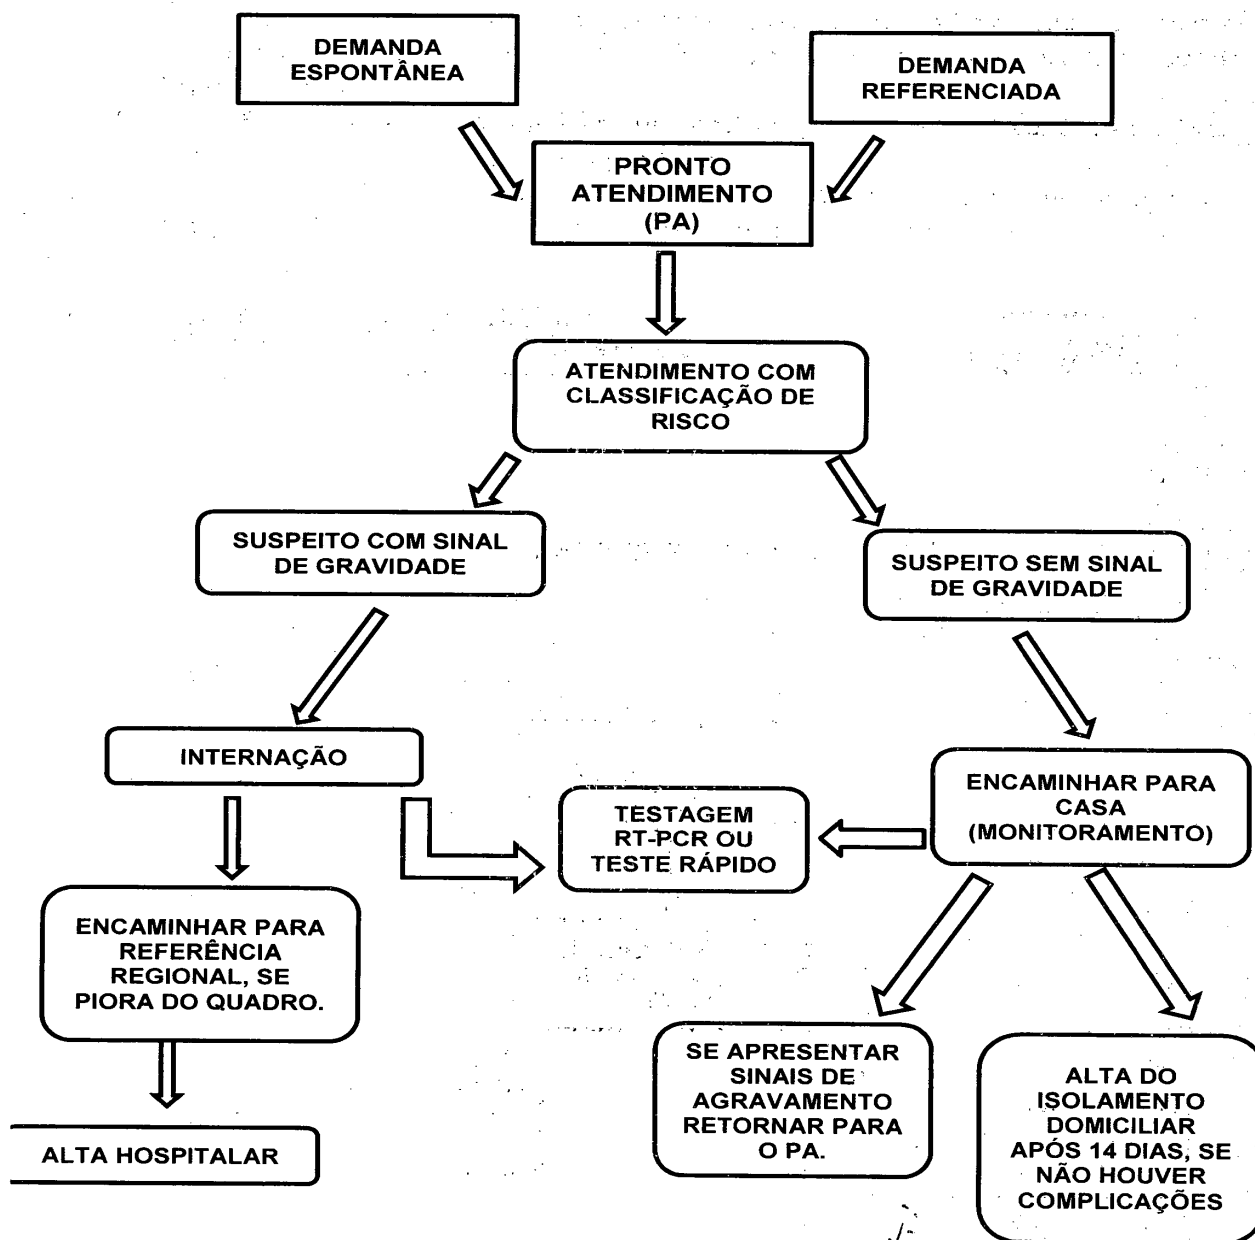 DEMANDA
ESPONTÂNEA
DEMANDA
REFERENCIADA
PRONTO
ATENDIMENTO
(PA)
ATENDIMENTO COM
CLASSIFICAÇÃO DE
RISCO
SUSPEITO COM SINAL
DE GRAVIDADE
SUSPEITO SEM SINAL
DE GRAVIDADE
INTERNAÇÃO
TESTAGEM
RT-PCR OU
TESTE RÁPIDO
ENCAMINHAR PARA
CASA
(MONITORAMENTO)
ENCAMINHAR PARA
REFERÊNCIA
REGIONAL, SE
PIORA DO QUADRO.
SE APRESENTAR
SINAIS DE
AGRAVAMENTO
RETORNAR PARA
O PA.
ALTA DO
ISOLAMENTO
DOMICILIAR
APÓS 14 DIAS, SE
NÃO HOUVER
COMPLICAÇÕES
ALTA HOSPITALAR